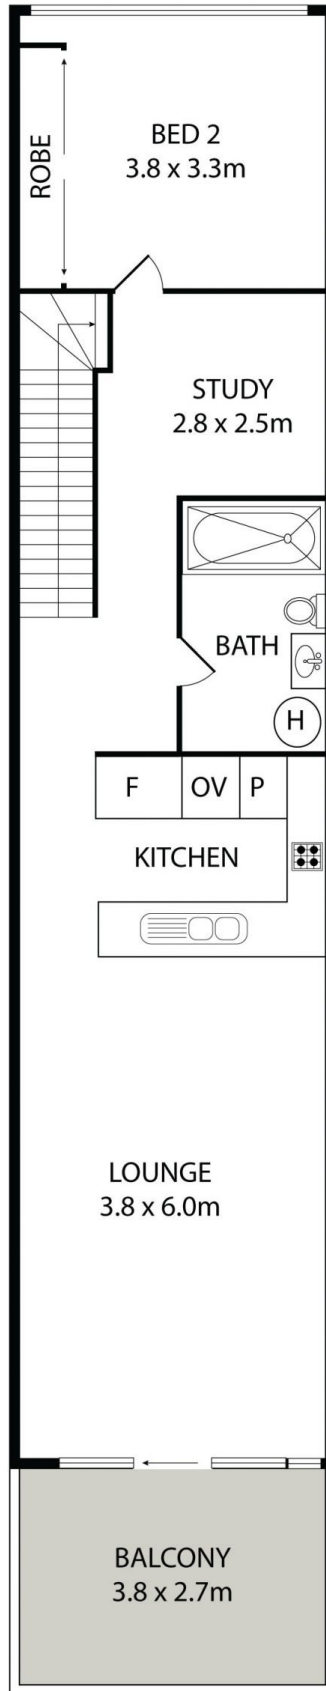 ROBE
BED 2
3.8 x 3.3m
STUDY
2.8 x 2.5m
BATH
H
F OV P
KITCHEN
LOUNGE
3.8 x 6.0m
BALCONY
3.8 x 2.7m